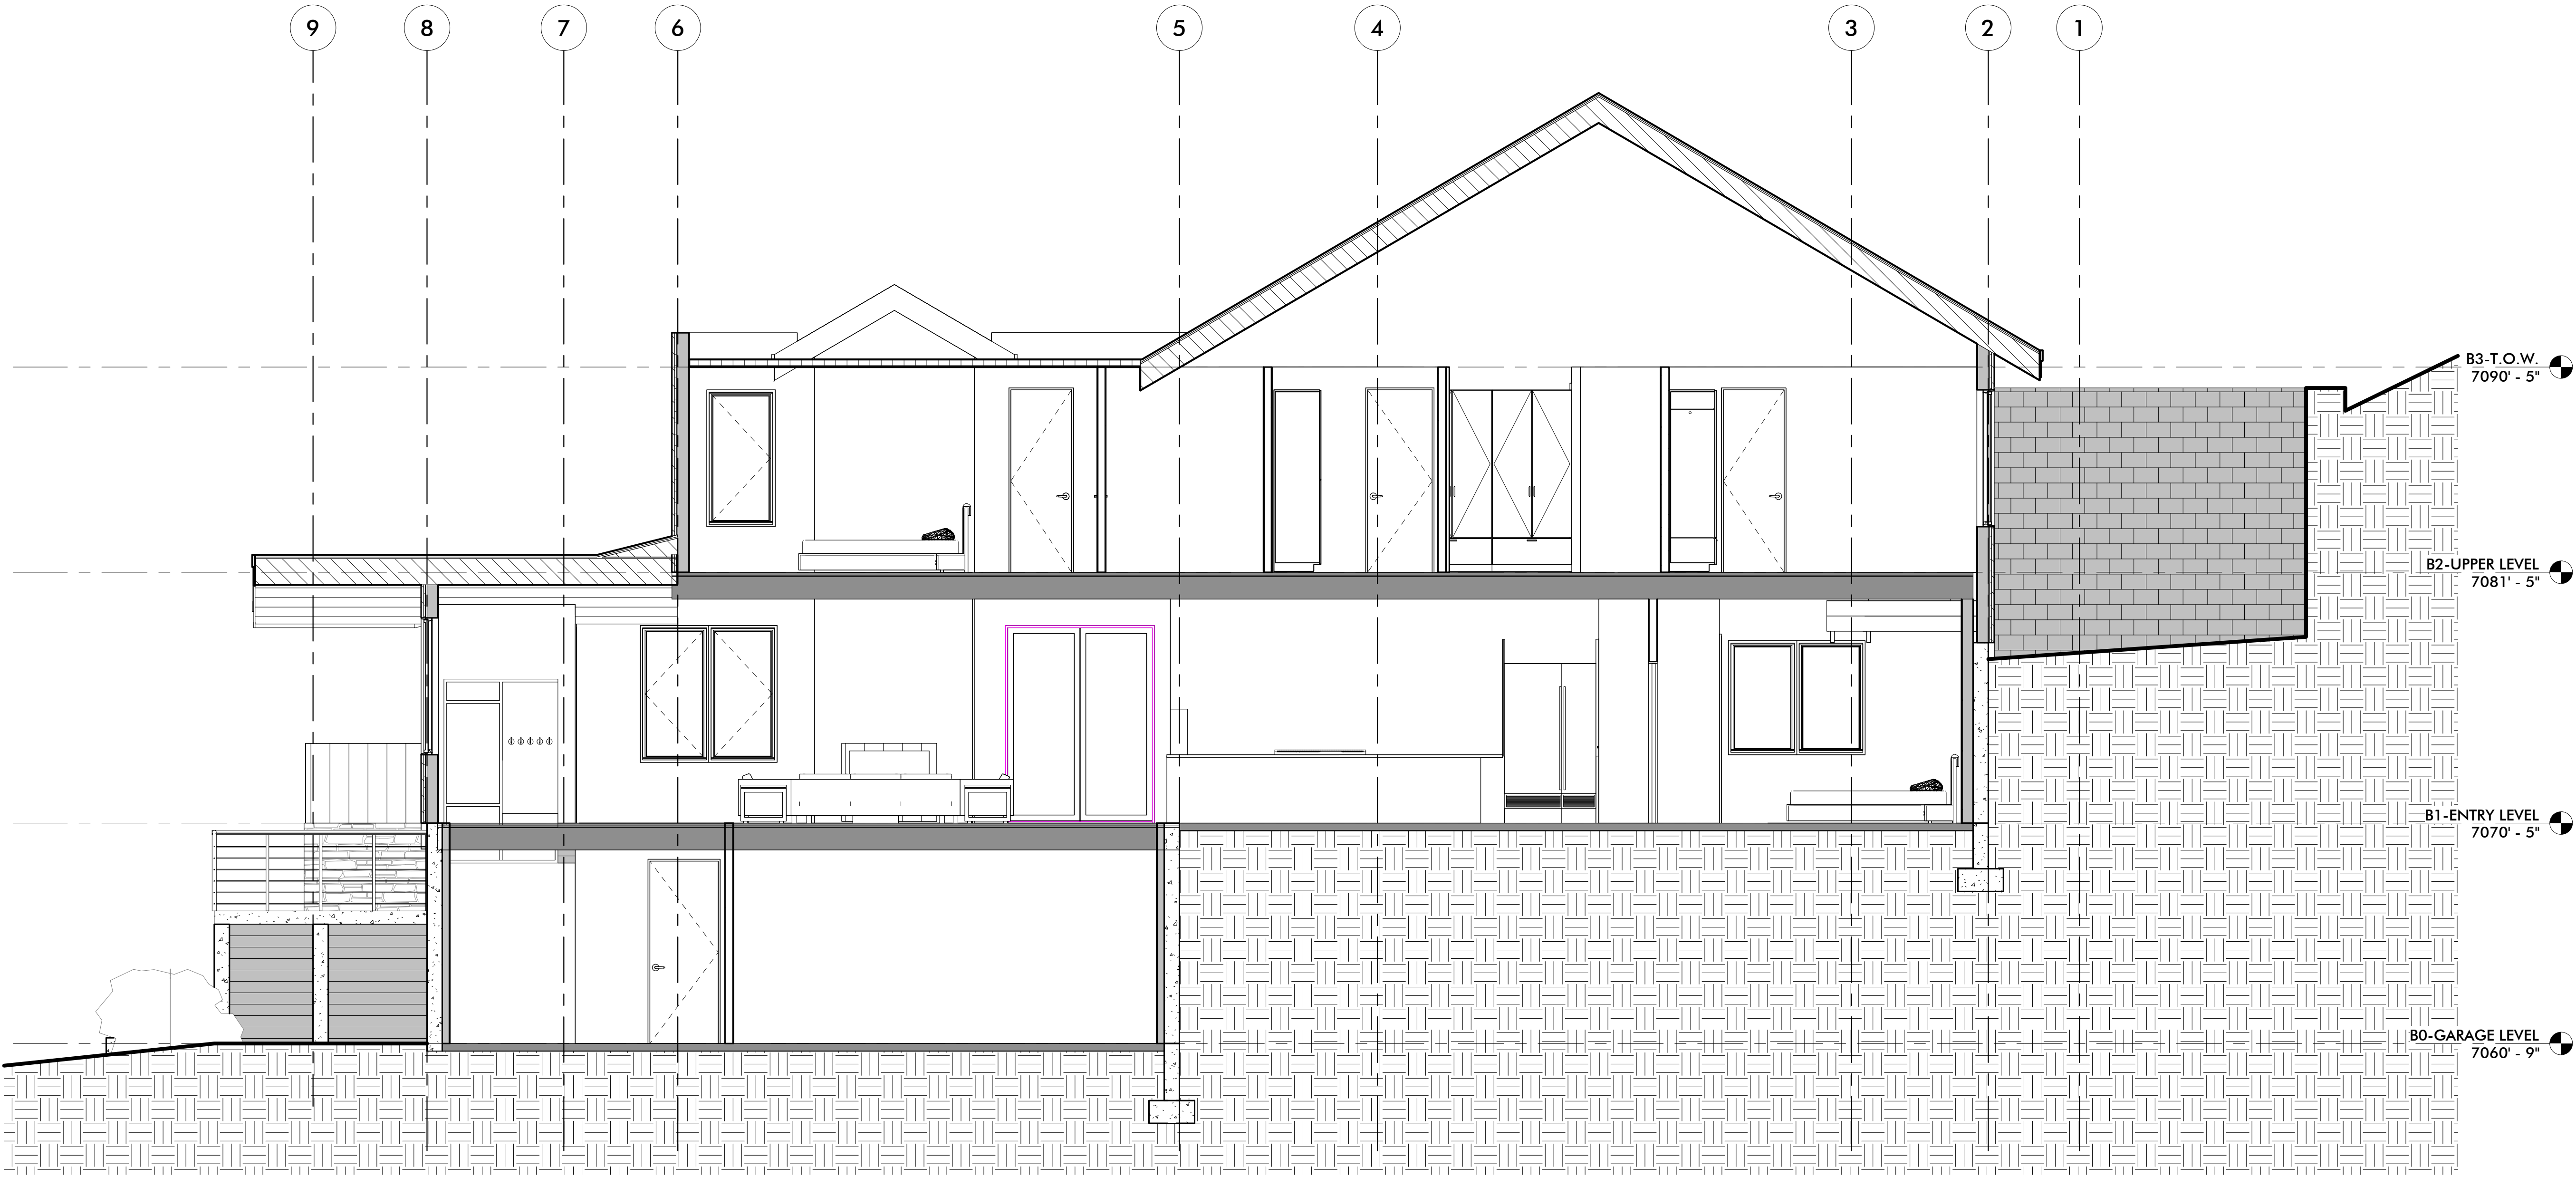 9 8 7 6 5 4 3 2 1
B3-T.O.W.
7090' - 5"
B2-UPPER LEVEL
7081' - 5"
B1-ENTRY LEVEL
7070' - 5"
B0-GARAGE LEVEL
7060' - 9"